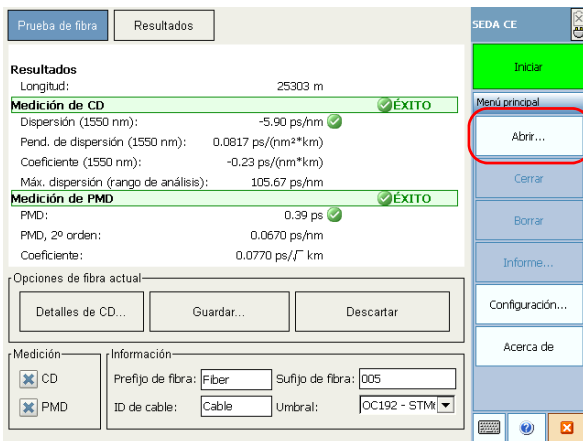 Prueba de fibra Resultados SEDA CE
Iniciar
Resultados
Longitud: 25303 m
Menú principal
Medición de CD ÉXITO
Dispersión (1550 nm): -5.90 ps/nm
Abrir...
Pend. de dispersión (1550 nm): 0.0817 ps/(nm²*km)
Coeficiente (1550 nm): -0.23 ps/(nm*km)
Cerrar
Máx. dispersión (rango de análisis): 105.67 ps/nm
Medición de PMD ÉXITO
PMD: 0.39 ps
Borrar
PMD, 2º orden: 0.0670 ps/nm
Coeficiente: 0.0770 ps/√ km
Informe...
Opciones de fibra actual
Detalles de CD... Guardar... Descartar
Configuración...
Acerca de
Medición Información
CD Prefijo de fibra: Fiber Sufijo de fibra: 005
PMD ID de cable: Cable Umbral: OC192 - STM